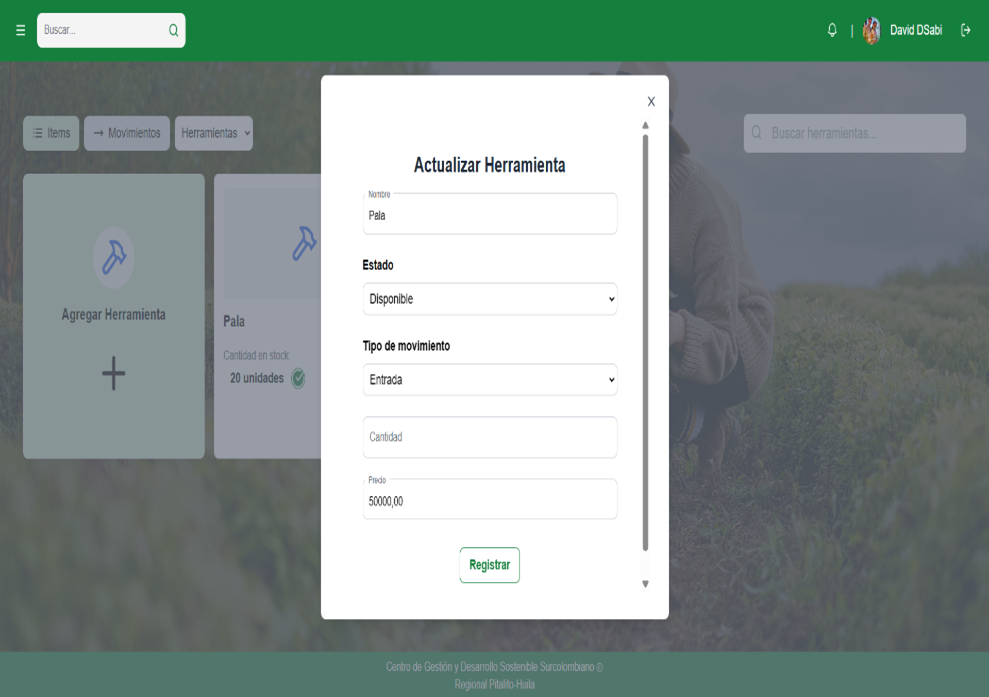 Buscar...
| David DSabi
Items Movimientos Herramientas
Buscar herramientas...
Agregar Herramienta
Pala
Cantidad en stock:
20 unidades
X
Actualizar Herramienta
Nombre
Pala
Estado
Disponible
Tipo de movimiento
Entrada
Cantidad
Precio
50000,00
Registrar
Centro de Gestión y Desarrollo Sostenible Surcolombiano ©
Regional Pitalito-Huila